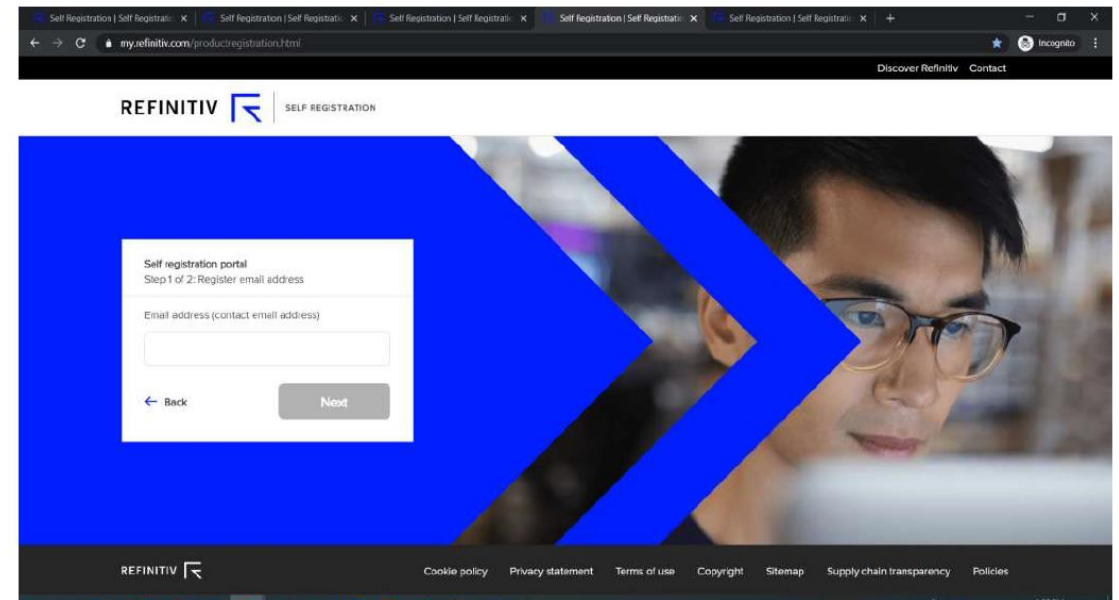 Self Registration | Self Registratio Self Registration | Self Registratio Self Registration | Self Registratio Self Registration | Self Registratio Self Registration | Self Registratio
my.refinitiv.com/productregistration.html Incognito
Discover Refinitiv Contact
REFINITIV SELF REGISTRATION
Self registration portal
Step 1 of 2: Register email address
Email address (contact email address)
Back Next
REFINITIV Cookie policy Privacy statement Terms of use Copyright Sitemap Supply chain transparency Policies